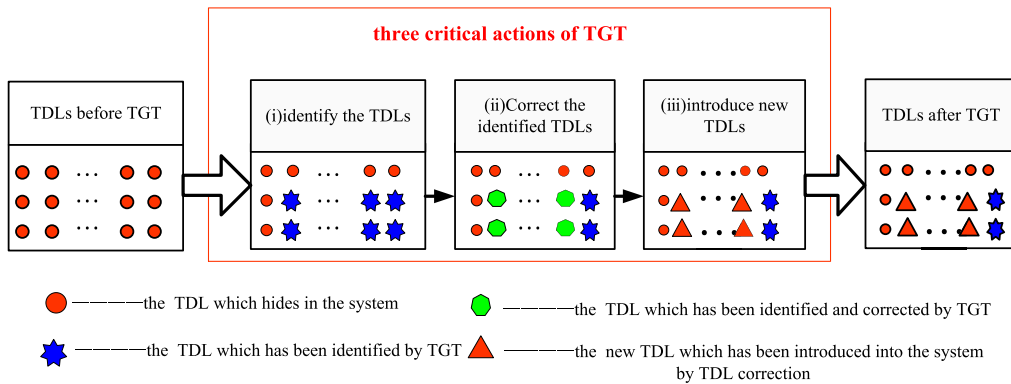 three critical actions of TGT
TDLs before TGT
(i)identify the TDLs
(ii)Correct the
identified TDLs
(iii)introduce new
TDLs
TDLs after TGT
... ... ... ... ...
... ... ... ... ...
... ... ... ... ...
—————the TDL which hides in the system
—————the TDL which has been identified and corrected by TGT
—————the TDL which has been identified by TGT
—————the new TDL which has been introduced into the system
by TDL correction